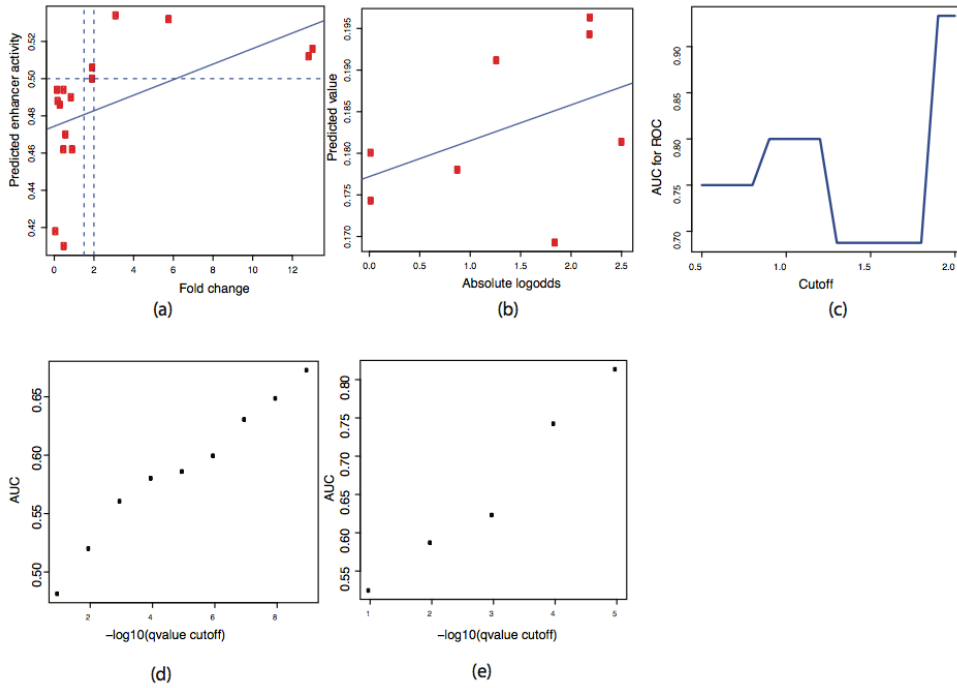 Predicted enhancer activity
0.42 0.44 0.46 0.48 0.50 0.52
0 2 4 6 8 10 12
Fold change
(a)
Predicted value
0.170 0.175 0.180 0.185 0.190 0.195
0.0 0.5 1.0 1.5 2.0 2.5
Absolute logodds
(b)
AUC for ROC
0.70 0.75 0.80 0.85 0.90
0.5 1.0 1.5 2.0
Cutoff
(c)
AUC
0.50 0.55 0.60 0.65
2 4 6 8
−log10(qvalue cutoff)
(d)
AUC
0.55 0.60 0.65 0.70 0.75 0.80
1 2 3 4 5
−log10(qvalue cutoff)
(e)